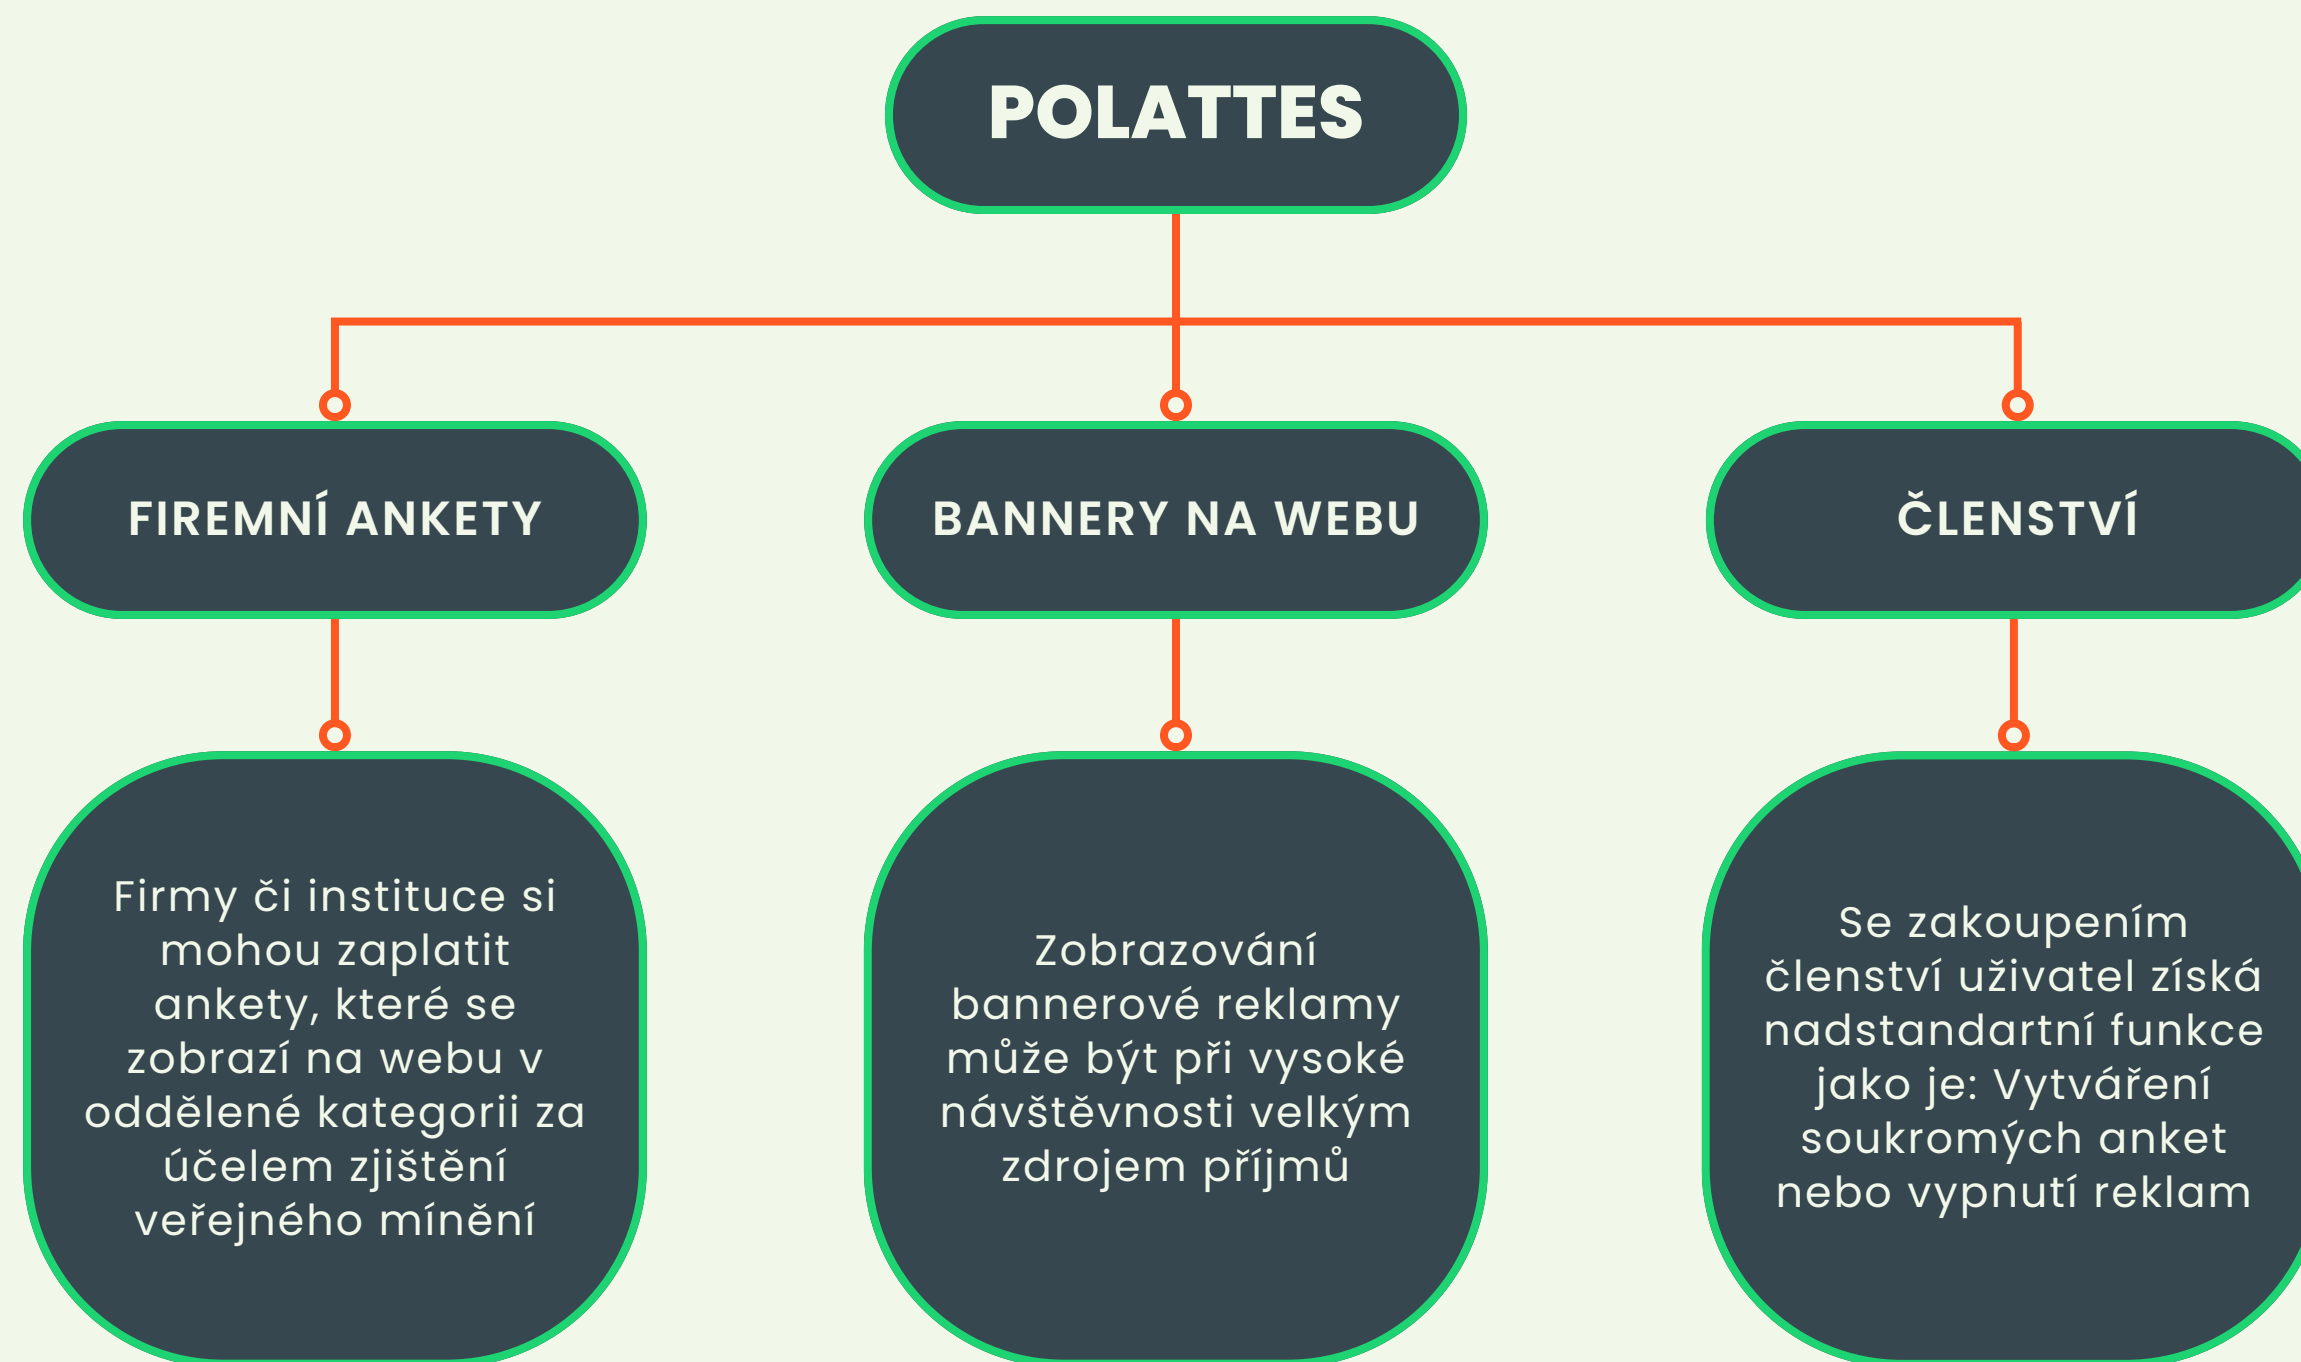 POLATTES
FIREMNÍ ANKETY
BANNERY NA WEBU
ČLENSTVÍ
Firmy či instituce si
mohou zaplatit
ankety, které se
zobrazí na webu v
oddělené kategorii za
účelem zjištění
veřejného mínění
Zobrazování
bannerové reklamy
může být při vysoké
návštěvnosti velkým
zdrojem příjmů
Se zakoupením
členství uživatel získá
nadstandartní funkce
jako je: Vytváření
soukromých anket
nebo vypnutí reklam